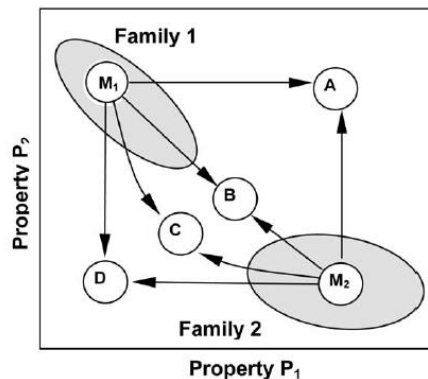 Family 1
M₁
A
B
C
D
M₂
Family 2
Property P₂
Property P₁